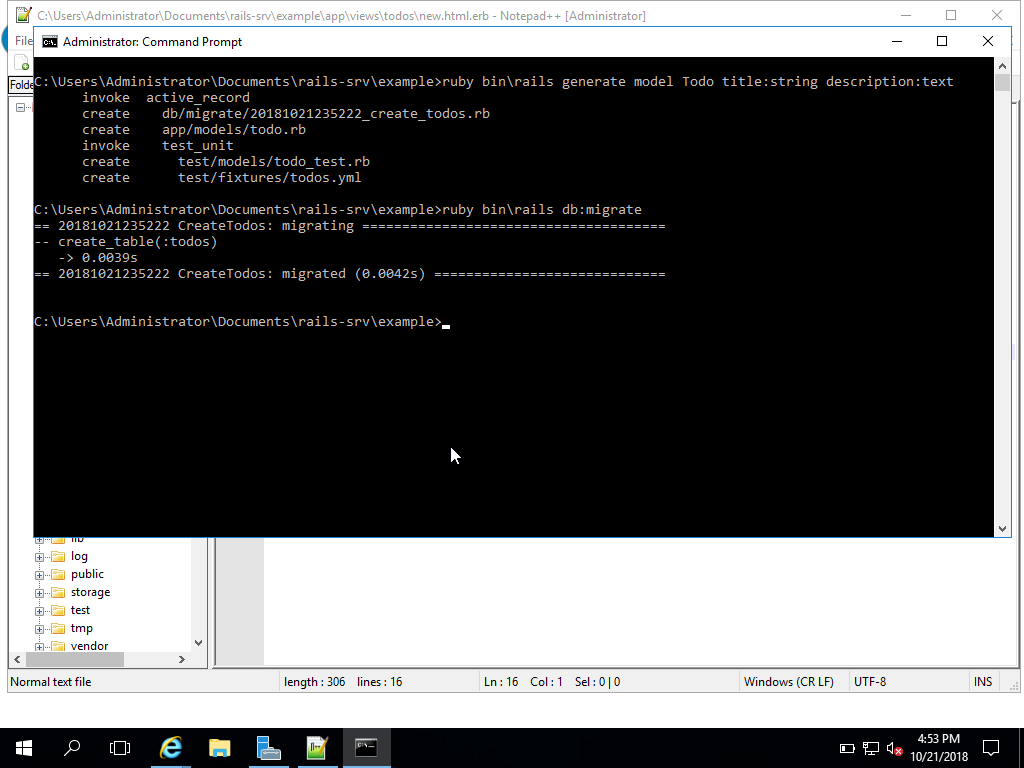 C:\Users\Administrator\Documents\rails-srv\example\app\views\todos\new.html.erb - Notepad++ [Administrator]
File
Administrator: Command Prompt
Folde
C:\Users\Administrator\Documents\rails-srv\example>ruby bin\rails generate model Todo title:string description:text
invoke  active_record
create    db/migrate/20181021235222_create_todos.rb
create    app/models/todo.rb
invoke    test_unit
create      test/models/todo_test.rb
create      test/fixtures/todos.yml
C:\Users\Administrator\Documents\rails-srv\example>ruby bin\rails db:migrate
== 20181021235222 CreateTodos: migrating ======================================
-- create_table(:todos)
   -> 0.0039s
== 20181021235222 CreateTodos: migrated (0.0042s) =============================
C:\Users\Administrator\Documents\rails-srv\example>
lib
log
public
storage
test
tmp
vendor
Normal text file length : 306 lines : 16 Ln : 16 Col : 1 Sel : 0 | 0 Windows (CR LF) UTF-8 INS
4:53 PM
10/21/2018